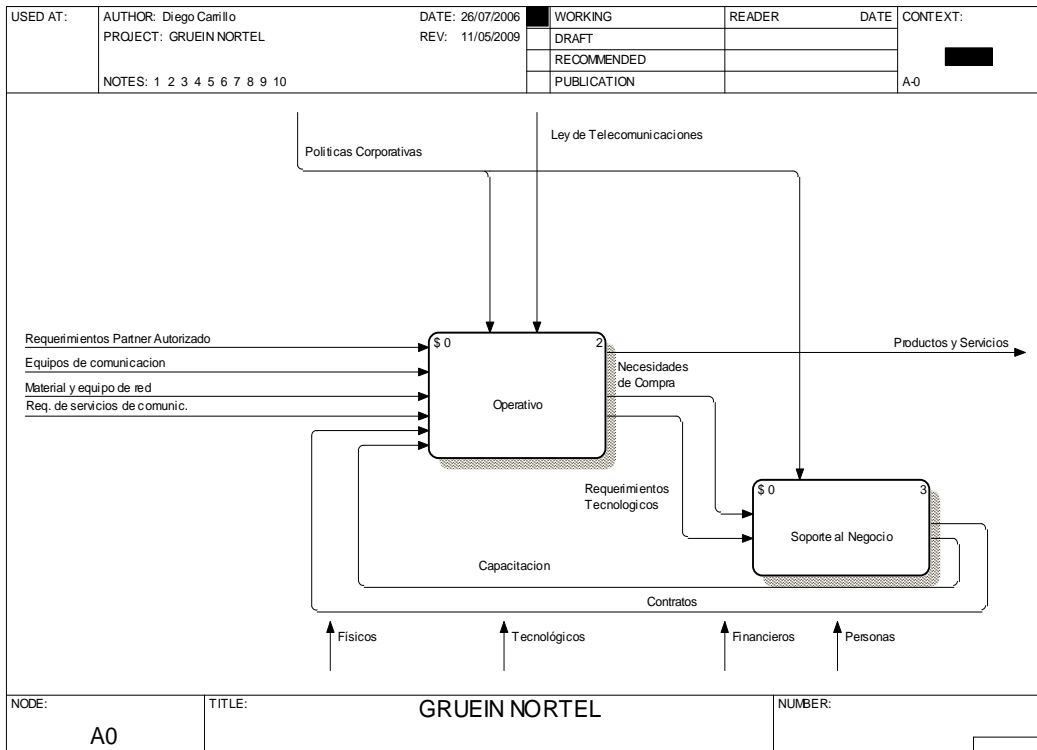 USED AT:
AUTHOR: Diego Carrillo
DATE: 26/07/2006
WORKING
READER
DATE
CONTEXT:
PROJECT: GRUEIN NORTEL
REV: 11/05/2009
DRAFT
RECOMMENDED
NOTES: 1 2 3 4 5 6 7 8 9 10
PUBLICATION
A-0
Ley de Telecomunicaciones
Politicas Corporativas
Requerimientos Partner Autorizado
$ 0
2
Productos y Servicios
Equipos de comunicacion
Necesidades
de Compra
Material y equipo de red
Req. de servicios de comunic.
Operativo
Requerimientos
Tecnologicos
$ 0
3
Soporte al Negocio
Capacitacion
Contratos
Físicos
Tecnológicos
Financieros
Personas
NODE:
TITLE:
GRUEIN NORTEL
NUMBER:
A0